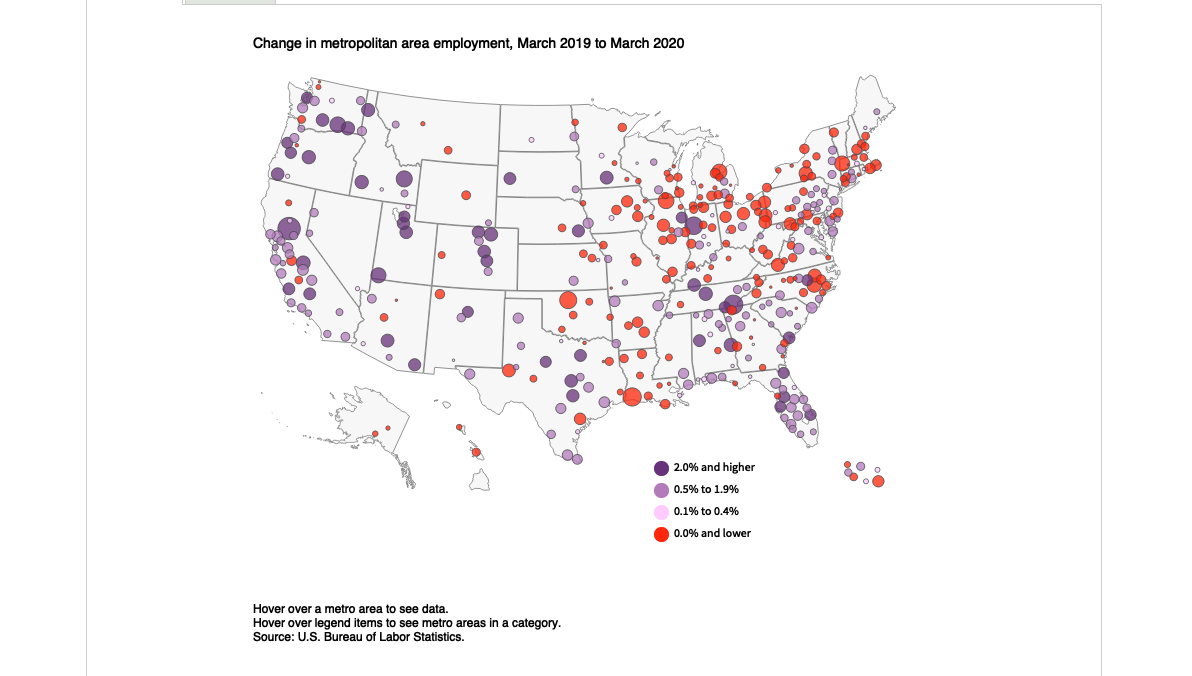 Change in metropolitan area employment, March 2019 to March 2020
2.0% and higher
0.5% to 1.9%
0.1% to 0.4%
0.0% and lower
Hover over a metro area to see data.
Hover over legend items to see metro areas in a category.
Source: U.S. Bureau of Labor Statistics.